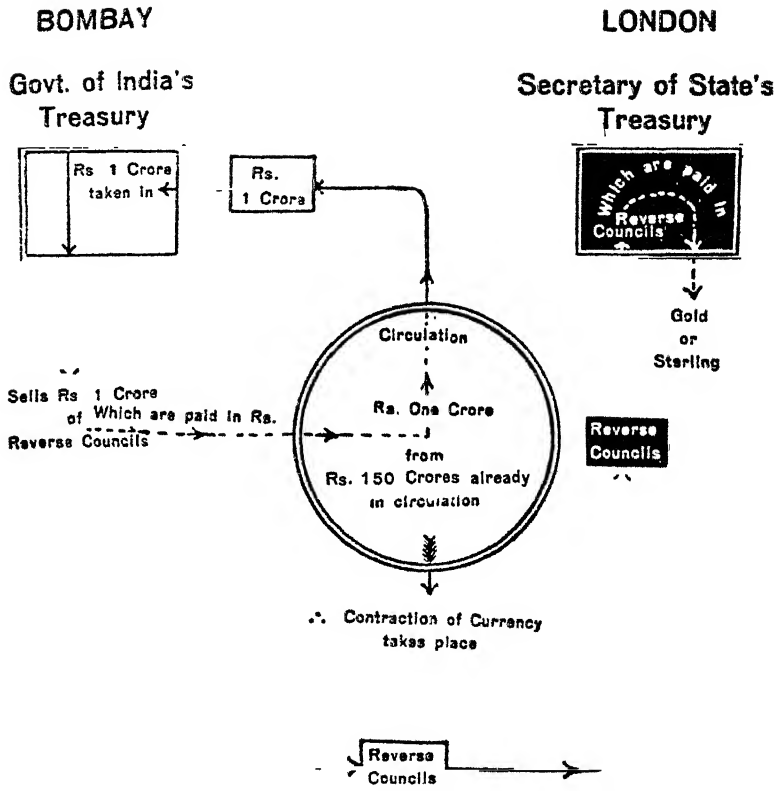 BOMBAY
Govt. of India's
Treasury
Rs 1 Crore
taken in
Rs.
1 Crore
LONDON
Secretary of State's
Treasury
Which are paid in
Reverse
Councils
Gold
or
Sterling
Circulation
Rs. One Crore
from
Rs. 150 Crores already
in circulation
Sells Rs 1 Crore
of Which are paid in Rs.
Reverse Councils
Reverse
Councils
∴ Contraction of Currency
takes place
Reverse
Councils